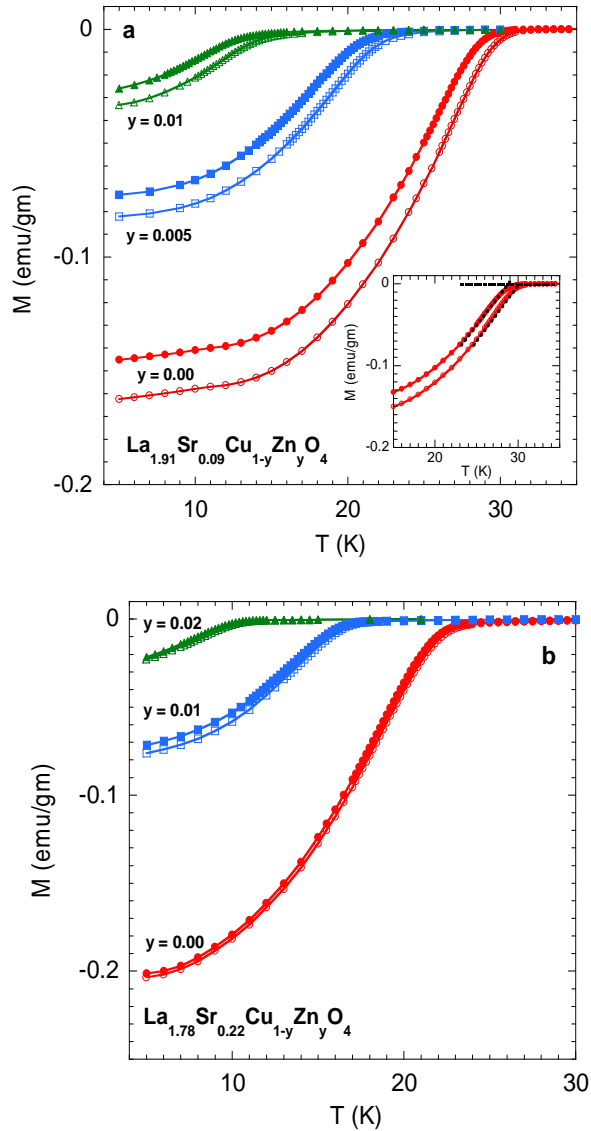 a
0
-0.1
-0.2
M (emu/gm)
y = 0.01
y = 0.005
y = 0.00
La1.91Sr0.09Cu1-yZnyO4
10
20
30
T (K)
0
-0.1
-0.2
M (emu/gm)
20
30
T (K)
b
0
-0.1
-0.2
M (emu/gm)
y = 0.02
y = 0.01
y = 0.00
La1.78Sr0.22Cu1-yZnyO4
10
20
30
T (K)